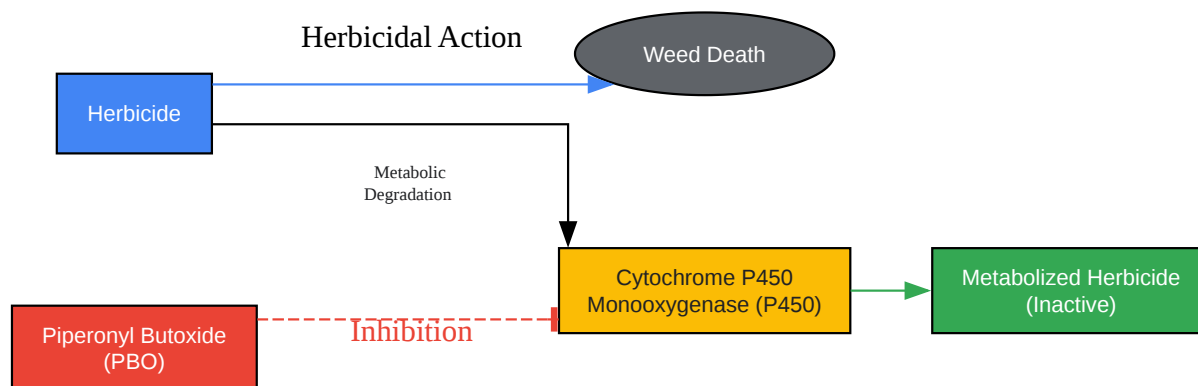 Herbicidal Action
Weed Death
Herbicide
Metabolic
Degradation
Cytochrome P450
Monooxygenase (P450)
Metabolized Herbicide
(Inactive)
Piperonyl Butoxide
(PBO)
Inhibition